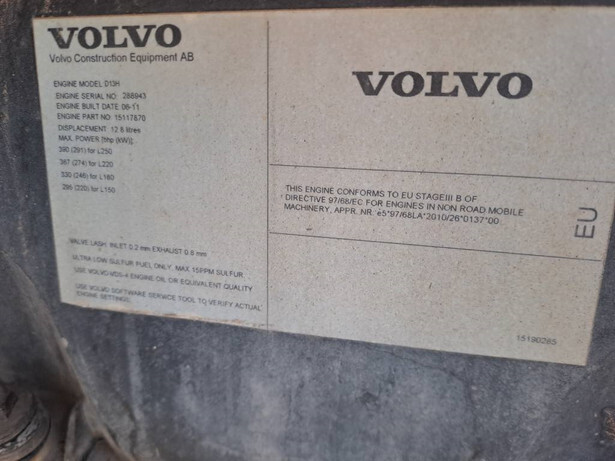 VOLVO
Volvo Construction Equipment AB
ENGINE MODEL D13H
ENGINE SERIAL NO: 288943
ENGINE BUILT DATE: 06-11
ENGINE PART NO: 15117870
DISPLACEMENT: 12.8 litres
MAX. POWER [hhp (kW)]:
390 (291) for L250
367 (274) for L220
330 (246) for L180
295 (220) for L150
VALVE LASH: INLET 0.2 mm EXHAUST 0.8 mm
ULTRA LOW SULFUR FUEL ONLY, MAX 15PPM SULFUR
USE VOLVO VDS-4 ENGINE OIL OR EQUIVALENT QUALITY
USE VOLVO SOFTWARE SERVICE TOOL TO VERIFY ACTUAL
ENGINE SETTINGS.
VOLVO
THIS ENGINE CONFORMS TO EU STAGEIII B OF
DIRECTIVE 97/68/EC FOR ENGINES IN NON ROAD MOBILE
MACHINERY, APPR. NR. e5*97/68LA*2010/26*0137*00
EU
15190285